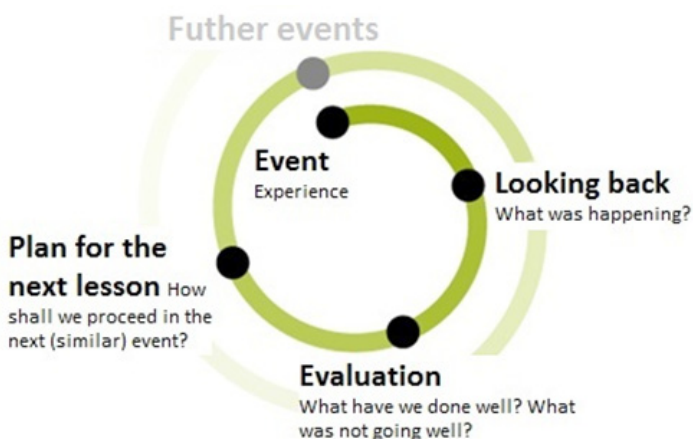 Futher events
Event
Experience
Looking back
What was happening?
Evaluation
What have we done well? What
was not going well?
Plan for the
next lesson How
shall we proceed in the
next (similar) event?